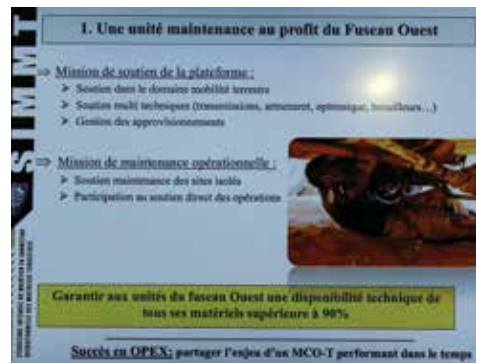 1. Une unité maintenance au profit du Fuseau Ouest
SIMMT
⇒ Mission de soutien de la plateforme :
➢ Soutien dans le domaine mobilité terrestre
➢ Soutien multi techniques (transmissions, armement, optronique, brouilleurs…)
➢ Gestion des approvisionnements
⇒ Mission de maintenance opérationnelle :
➢ Soutien maintenance des sites isolés
➢ Participation au soutien direct des opérations
Garantir aux unités du fuseau Ouest une disponibilité technique de
tous ses matériels supérieure à 90%
Succès en OPEX: partager l'enjeu d'un MCO-T performant dans le temps